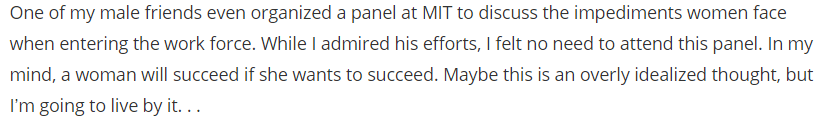 One of my male friends even organized a panel at MIT to discuss the impediments women face
when entering the work force. While I admired his efforts, I felt no need to attend this panel. In my
mind, a woman will succeed if she wants to succeed. Maybe this is an overly idealized thought, but
I'm going to live by it. . .